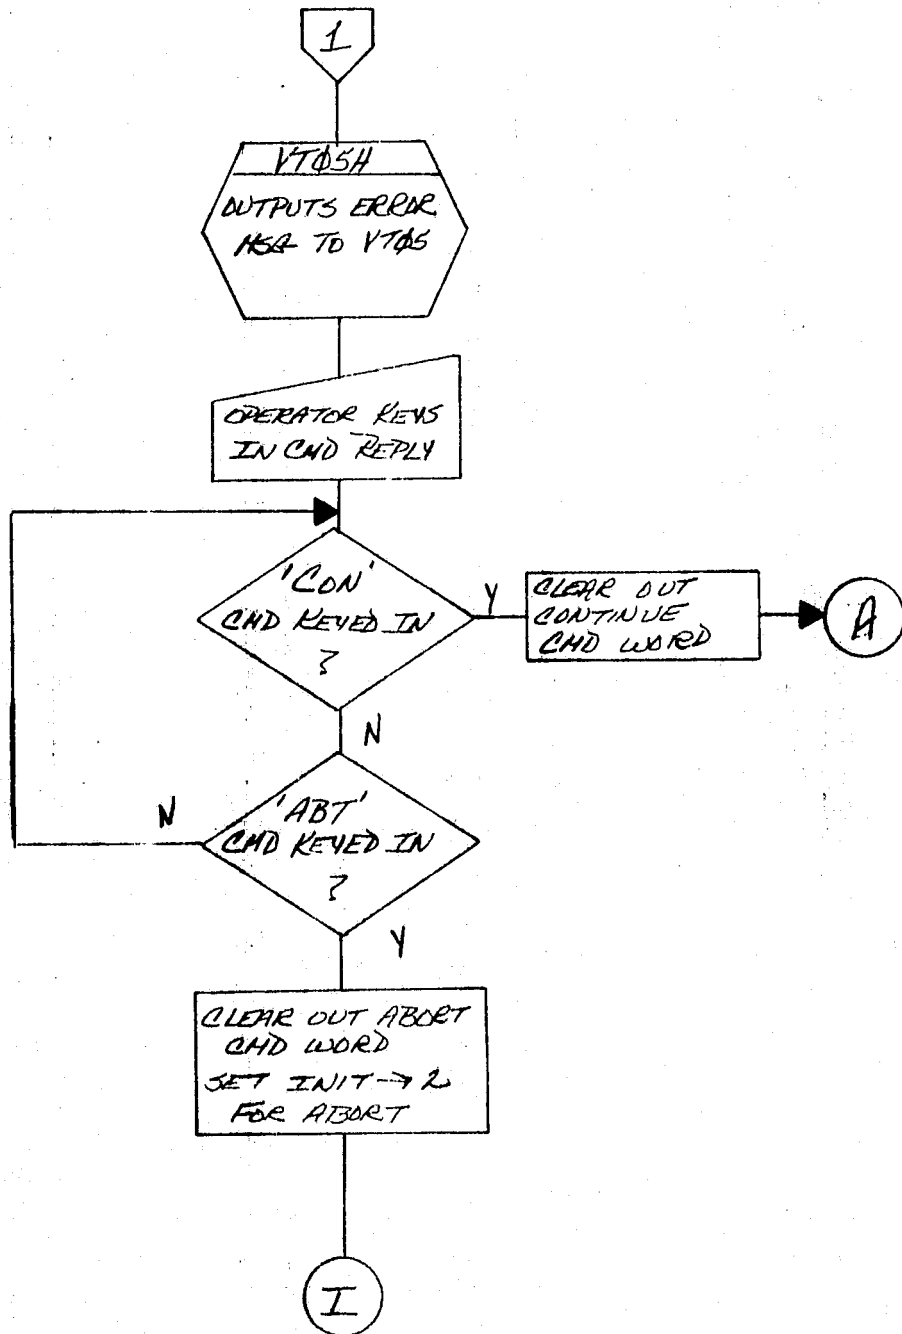 1
VTØ5H
OUTPUTS ERROR
MSG TO VTØ5
OPERATOR KEYS
IN CMD REPLY
'CON'
CMD KEYED IN
?
Y
CLEAR OUT
CONTINUE
CMD WORD
A
N
'ABT'
CMD KEYED IN
?
N
Y
CLEAR OUT ABORT
CMD WORD
SET INIT → 2
FOR ABORT
I